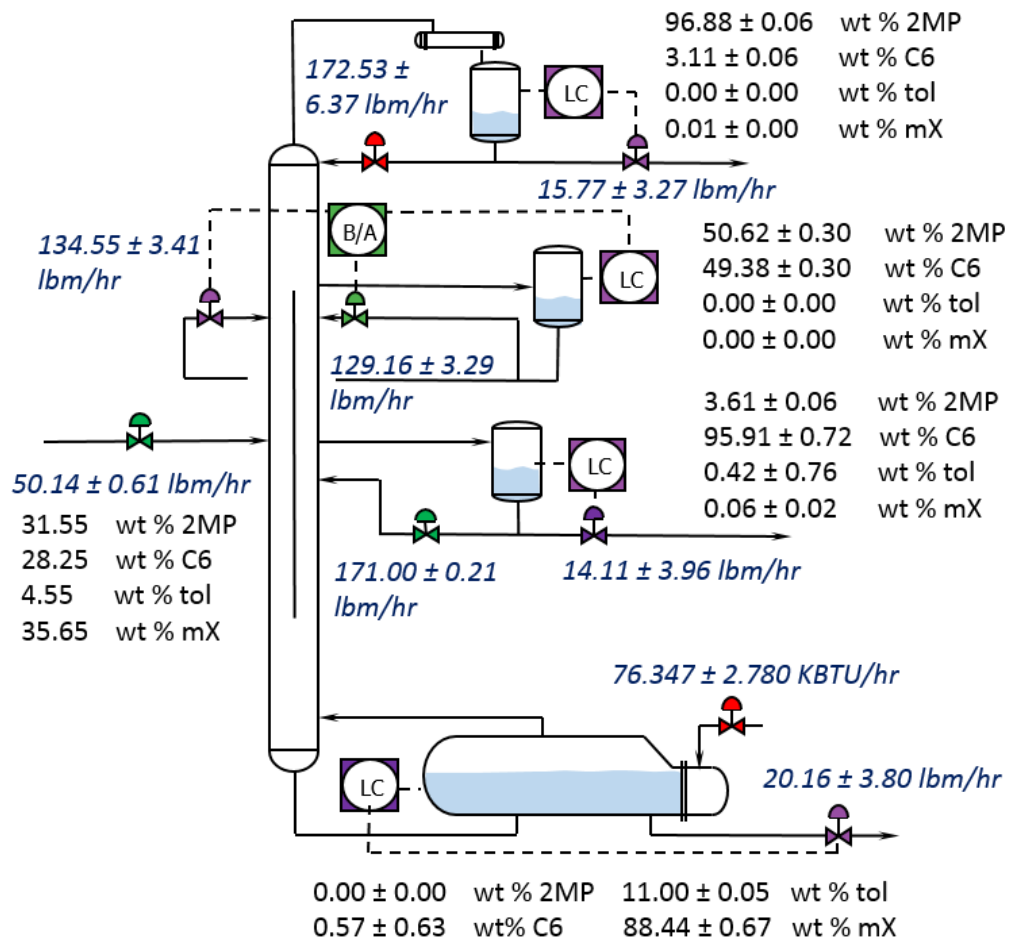 96.88 ± 0.06 wt % 2MP
3.11 ± 0.06 wt % C6
0.00 ± 0.00 wt % tol
0.01 ± 0.00 wt % mX
172.53 ±
6.37 lbm/hr
LC
15.77 ± 3.27 lbm/hr
B/A
134.55 ± 3.41
lbm/hr
LC
50.62 ± 0.30 wt % 2MP
49.38 ± 0.30 wt % C6
0.00 ± 0.00 wt % tol
0.00 ± 0.00 wt % mX
129.16 ± 3.29
lbm/hr
3.61 ± 0.06 wt % 2MP
95.91 ± 0.72 wt % C6
0.42 ± 0.76 wt % tol
0.06 ± 0.02 wt % mX
LC
50.14 ± 0.61 lbm/hr
31.55 wt % 2MP
28.25 wt % C6
4.55 wt % tol
35.65 wt % mX
171.00 ± 0.21
lbm/hr
14.11 ± 3.96 lbm/hr
76.347 ± 2.780 KBTU/hr
LC
20.16 ± 3.80 lbm/hr
0.00 ± 0.00 wt % 2MP 11.00 ± 0.05 wt % tol
0.57 ± 0.63 wt% C6 88.44 ± 0.67 wt % mX